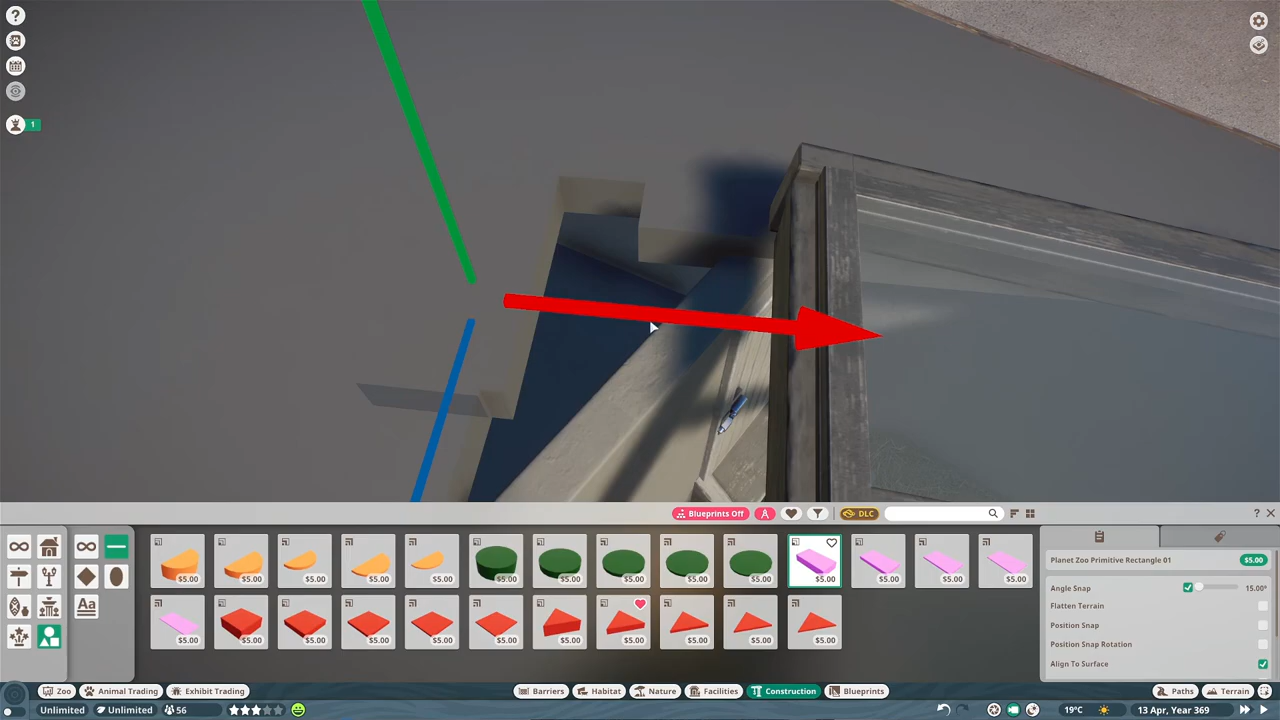 ?
1
Blueprints Off
A
DLC
?
$5.00 $5.00 $5.00 $5.00 $5.00 $5.00 $5.00 $5.00 $5.00 $5.00 $5.00 $5.00 $5.00 $5.00
Aa
$5.00 $5.00 $5.00 $5.00 $5.00 $5.00 $5.00 $5.00 $5.00 $5.00 $5.00
Planet Zoo Primitive Rectangle 01 $5.00
Angle Snap 15.00°
Flatten Terrain
Position Snap
Position Snap Rotation
Align To Surface
Zoo Animal Trading Exhibit Trading Barriers Habitat Nature Facilities Construction Blueprints Paths Terrain
Unlimited Unlimited 56 19°C 13 Apr, Year 369